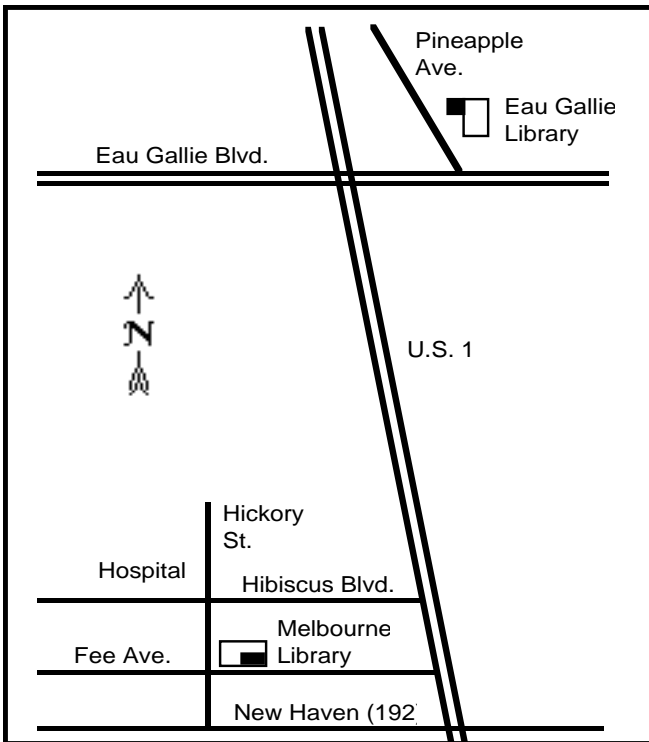 Pineapple
Ave.
Eau Gallie
Library
Eau Gallie Blvd.
N
U.S. 1
Hickory
St.
Hospital
Hibiscus Blvd.
Melbourne
Library
Fee Ave.
New Haven (192